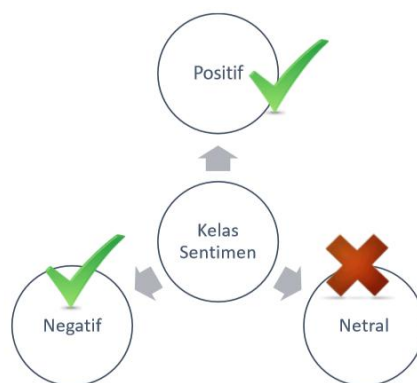 Positif
Kelas
Sentimen
Negatif
Netral